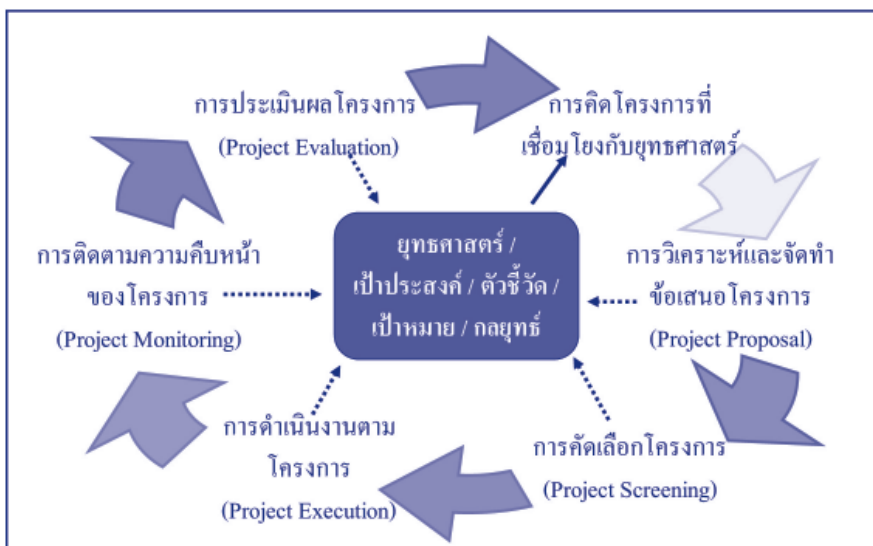 การประเมินผลโครงการ
(Project Evaluation)
การคิดโครงการที่
เชื่อมโยงกับยุทธศาสตร์
การติดตามความคืบหน้า
ของโครงการ
(Project Monitoring)
ยุทธศาสตร์ /
เป้าประสงค์ / ตัวชี้วัด /
เป้าหมาย / กลยุทธ์
การวิเคราะห์และจัดทำ
ข้อเสนอโครงการ
(Project Proposal)
การดำเนินงานตาม
โครงการ
(Project Execution)
การคัดเลือกโครงการ
(Project Screening)